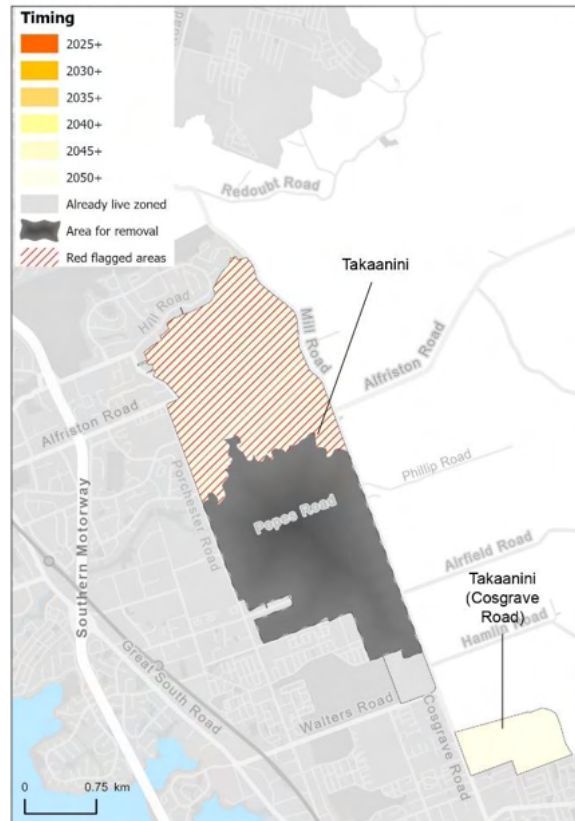 Timing
2025+
2030+
2035+
2040+
2045+
2050+
Already live zoned
Area for removal
Red flagged areas
Redoubt Road
Takaanini
Hill Road
Mill Road
Alfriston Road
Alfriston Road
Phillip Road
Porchester Road
Popes Road
Southern Motorway
Airfield Road
Takaanini
(Cosgrave
Road)
Hamlin Road
Great South Road
Walters Road
Cosgrave Road
0 0.75 km